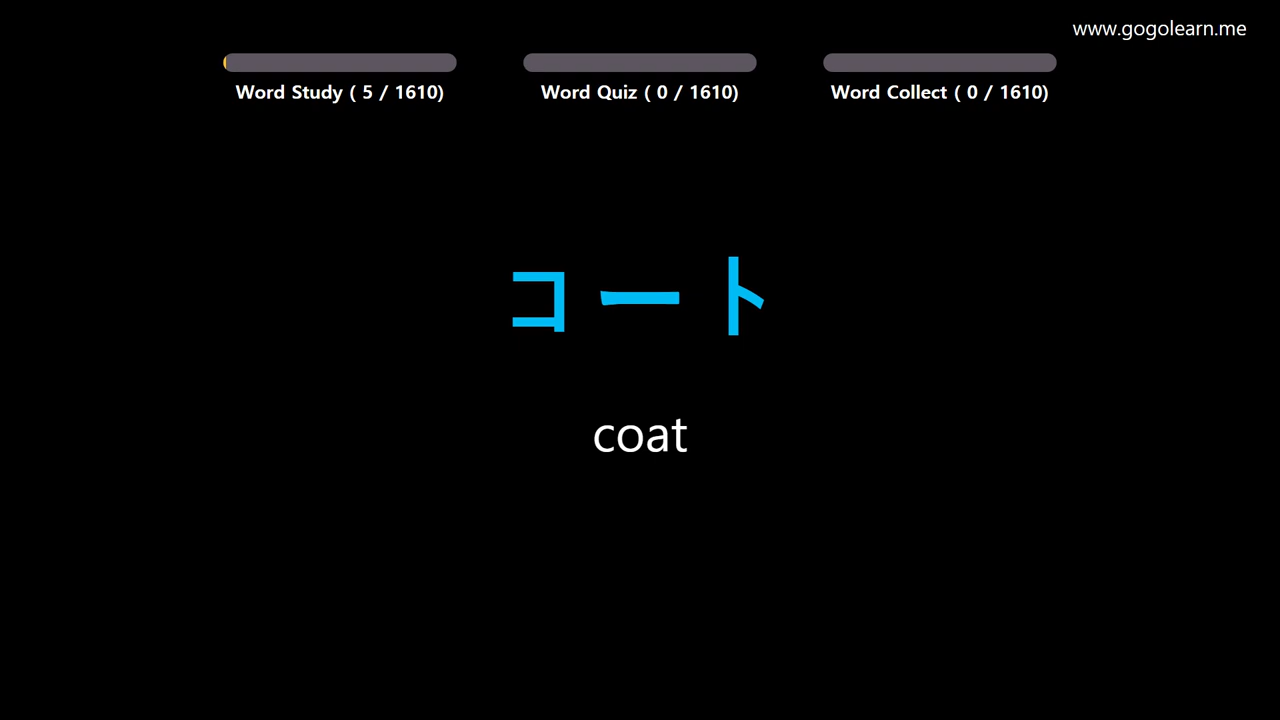 www.gogolearn.me
Word Study ( 5 / 1610)
Word Quiz ( 0 / 1610)
Word Collect ( 0 / 1610)
コート
coat